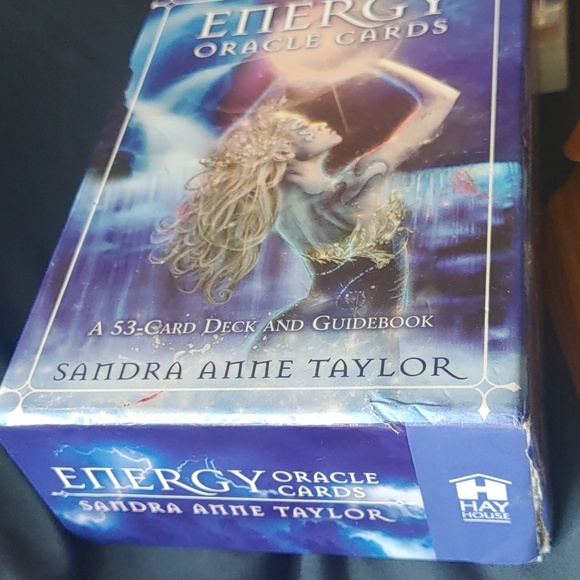 ENERGY
ORACLE CARDS
A 53-CARD DECK AND GUIDEBOOK
SANDRA ANNE TAYLOR
ENERGY ORACLE
CARDS
SANDRA ANNE TAYLOR
HAY
HOUSE